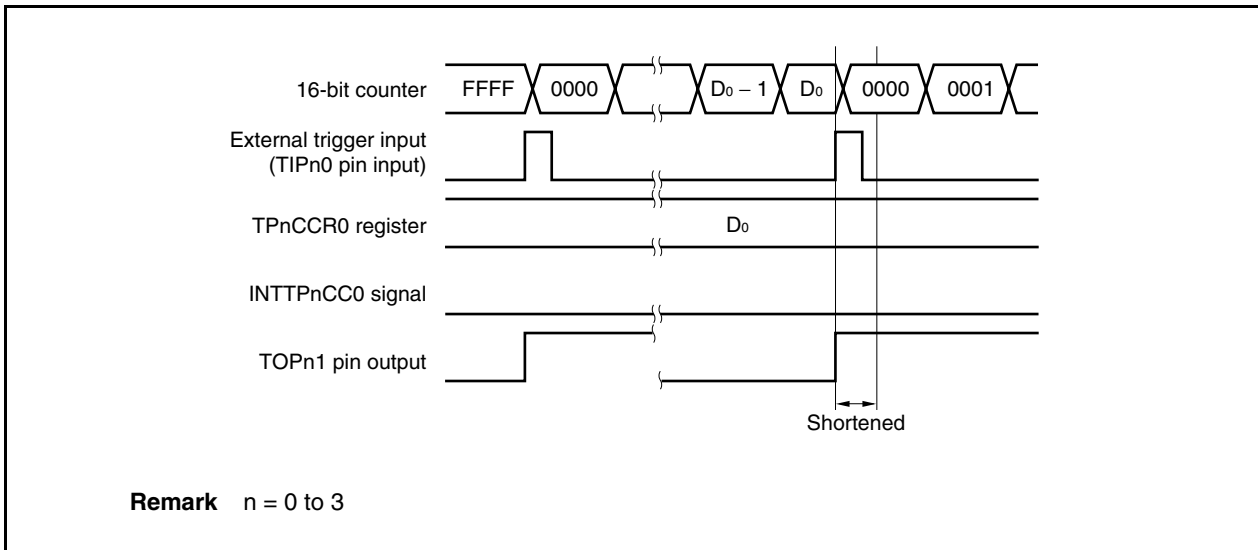 16-bit counter FFFF 0000 D₀ − 1 D₀ 0000 0001
External trigger input
(TIPn0 pin input)
TPnCCR0 register D₀
INTTPnCC0 signal
TOPn1 pin output
Shortened
Remark n = 0 to 3